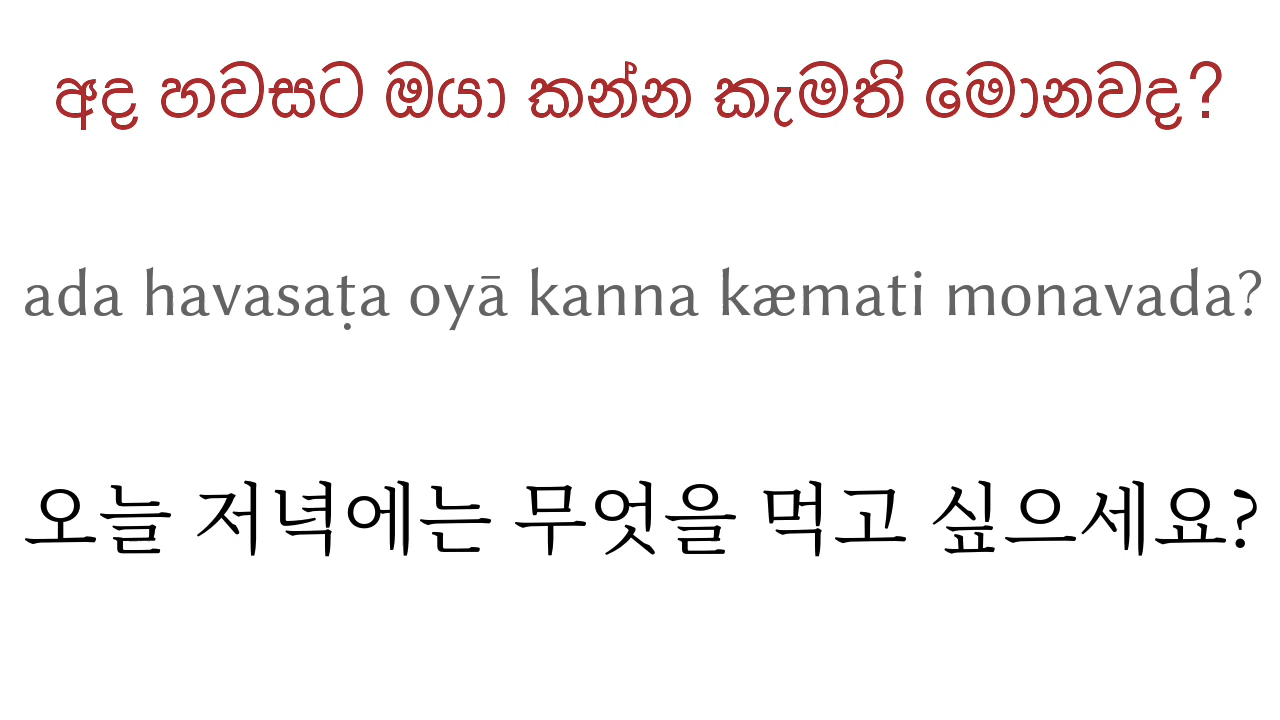 අද හවසට ඔයා කන්න කැමති මොනවද?
ada havasaṭa oyā kanna kæmati monavada?
오늘 저녁에는 무엇을 먹고 싶으세요?